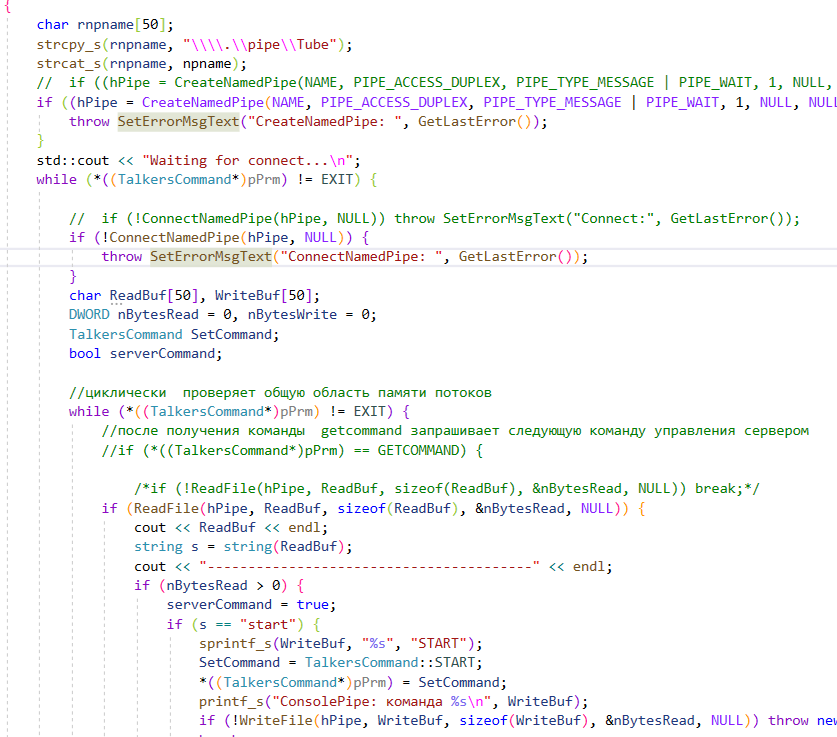 {
char rnpname[50];
strcpy_s(rnpname, "\\\\.\\pipe\\Tube");
strcat_s(rnpname, npname);
//  if ((hPipe = CreateNamedPipe(NAME, PIPE_ACCESS_DUPLEX, PIPE_TYPE_MESSAGE | PIPE_WAIT, 1, NULL,
if ((hPipe = CreateNamedPipe(NAME, PIPE_ACCESS_DUPLEX, PIPE_TYPE_MESSAGE | PIPE_WAIT, 1, NULL, NULL
throw SetErrorMsgText("CreateNamedPipe: ", GetLastError());
}
std::cout << "Waiting for connect...\n";
while (*((TalkersCommand*)pPrm) != EXIT) {
//  if (!ConnectNamedPipe(hPipe, NULL)) throw SetErrorMsgText("Connect:", GetLastError());
if (!ConnectNamedPipe(hPipe, NULL)) {
throw SetErrorMsgText("ConnectNamedPipe: ", GetLastError());
}
char ReadBuf[50], WriteBuf[50];
DWORD nBytesRead = 0, nBytesWrite = 0;
TalkersCommand SetCommand;
bool serverCommand;
//циклически  проверяет общую область памяти потоков
while (*((TalkersCommand*)pPrm) != EXIT) {
//после получения команды  getcommand запрашивает следующую команду управления сервером
//if (*((TalkersCommand*)pPrm) == GETCOMMAND) {
/*if (!ReadFile(hPipe, ReadBuf, sizeof(ReadBuf), &nBytesRead, NULL)) break;*/
if (ReadFile(hPipe, ReadBuf, sizeof(ReadBuf), &nBytesRead, NULL)) {
cout << ReadBuf << endl;
string s = string(ReadBuf);
cout << "----------------------------------------" << endl;
if (nBytesRead > 0) {
serverCommand = true;
if (s == "start") {
sprintf_s(WriteBuf, "%s", "START");
SetCommand = TalkersCommand::START;
*((TalkersCommand*)pPrm) = SetCommand;
printf_s("ConsolePipe: команда %s\n", WriteBuf);
if (!WriteFile(hPipe, WriteBuf, sizeof(WriteBuf), &nBytesRead, NULL)) throw new